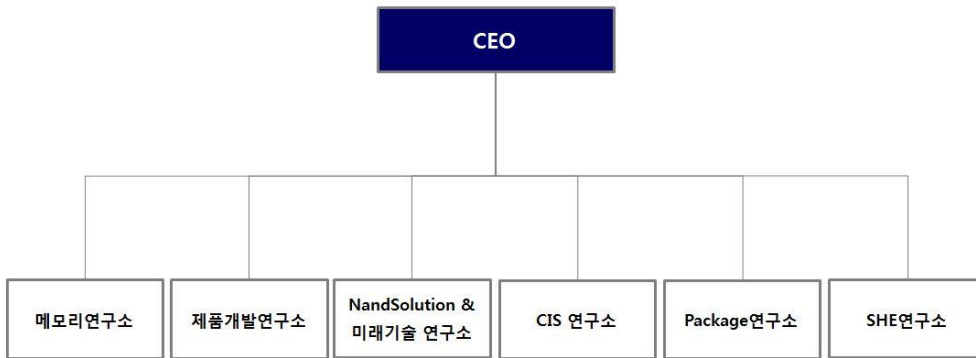 CEO
메모리연구소
제품개발연구소
NandSolution &
미래기술 연구소
CIS 연구소
Package연구소
SHE연구소